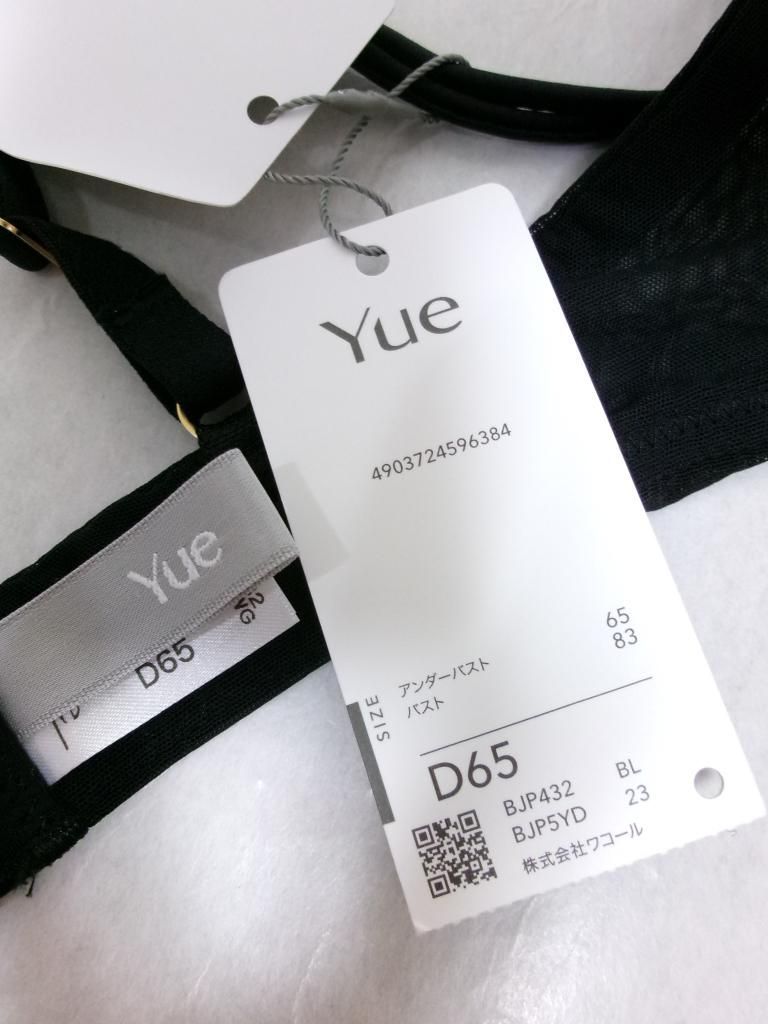 Yue
4903724596384
SIZE
アンダーバスト 65
バスト 83
D65
BJP432 BL
BJP5YD 23
株式会社ワコール
Yue
D65